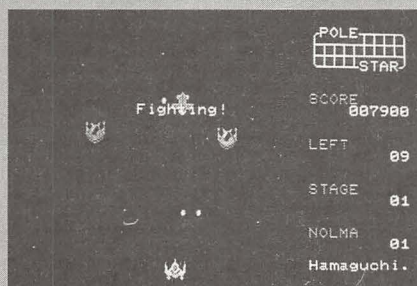 POLE
STAR
Fighting!
SCORE
007900
LEFT
09
STAGE
01
NOLMA
01
Hamaguchi.